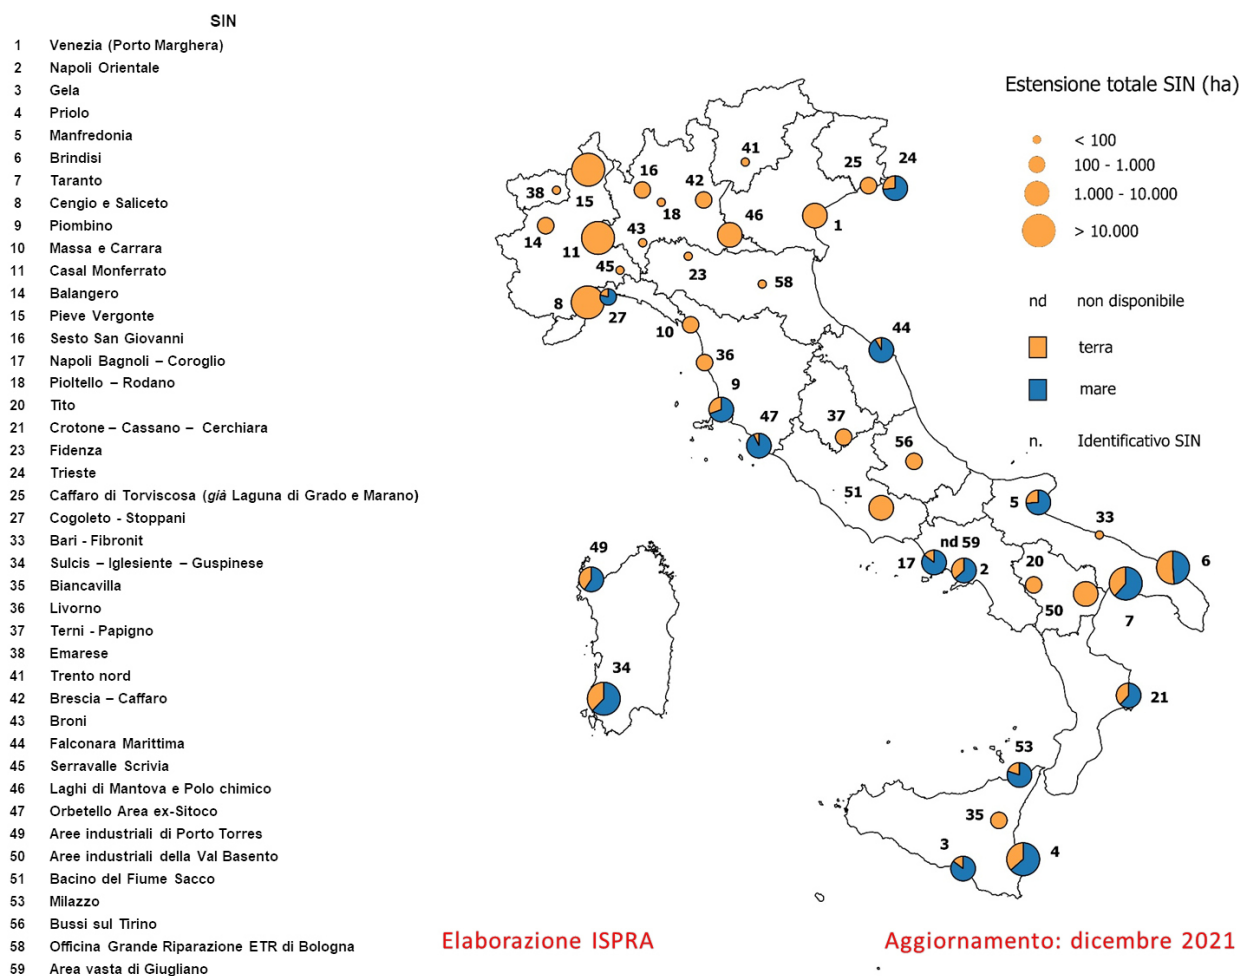 SIN
1 Venezia (Porto Marghera)
2 Napoli Orientale
3 Gela
4 Priolo
5 Manfredonia
6 Brindisi
7 Taranto
8 Cengio e Saliceto
9 Piombino
10 Massa e Carrara
11 Casal Monferrato
14 Balangero
15 Pieve Vergonte
16 Sesto San Giovanni
17 Napoli Bagnoli – Coroglio
18 Pioltello – Rodano
20 Tito
21 Crotone – Cassano – Cerchiara
23 Fidenza
24 Trieste
25 Caffaro di Torviscosa (già Laguna di Grado e Marano)
27 Cogoleto - Stoppani
33 Bari - Fibronit
34 Sulcis – Iglesiente – Guspinese
35 Biancavilla
36 Livorno
37 Terni - Papigno
38 Emarese
41 Trento nord
42 Brescia – Caffaro
43 Broni
44 Falconara Marittima
45 Serravalle Scrivia
46 Laghi di Mantova e Polo chimico
47 Orbetello Area ex-Sitoco
49 Aree industriali di Porto Torres
50 Aree industriali della Val Basento
51 Bacino del Fiume Sacco
53 Milazzo
56 Bussi sul Tirino
58 Officina Grande Riparazione ETR di Bologna
59 Area vasta di Giugliano
Estensione totale SIN (ha)
< 100
100 - 1.000
1.000 - 10.000
> 10.000
nd non disponibile
terra
mare
n. Identificativo SIN
41
25
24
16
42
38
15
18
46
1
14
11
43
45
23
58
8
27
10
44
36
9
47
37
56
51
5
33
nd 59
17
2
20
50
6
7
49
34
21
53
35
3
4
Elaborazione ISPRA
Aggiornamento: dicembre 2021